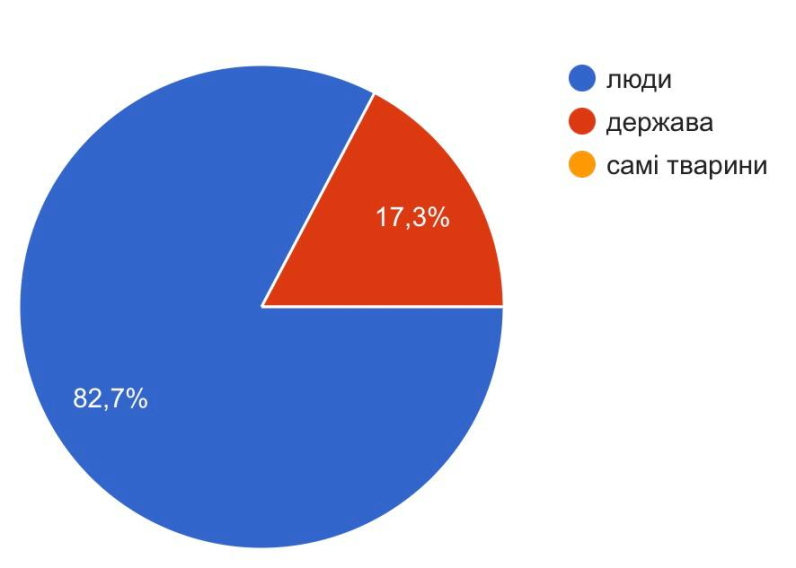 люди
держава
самі тварини
17,3%
82,7%